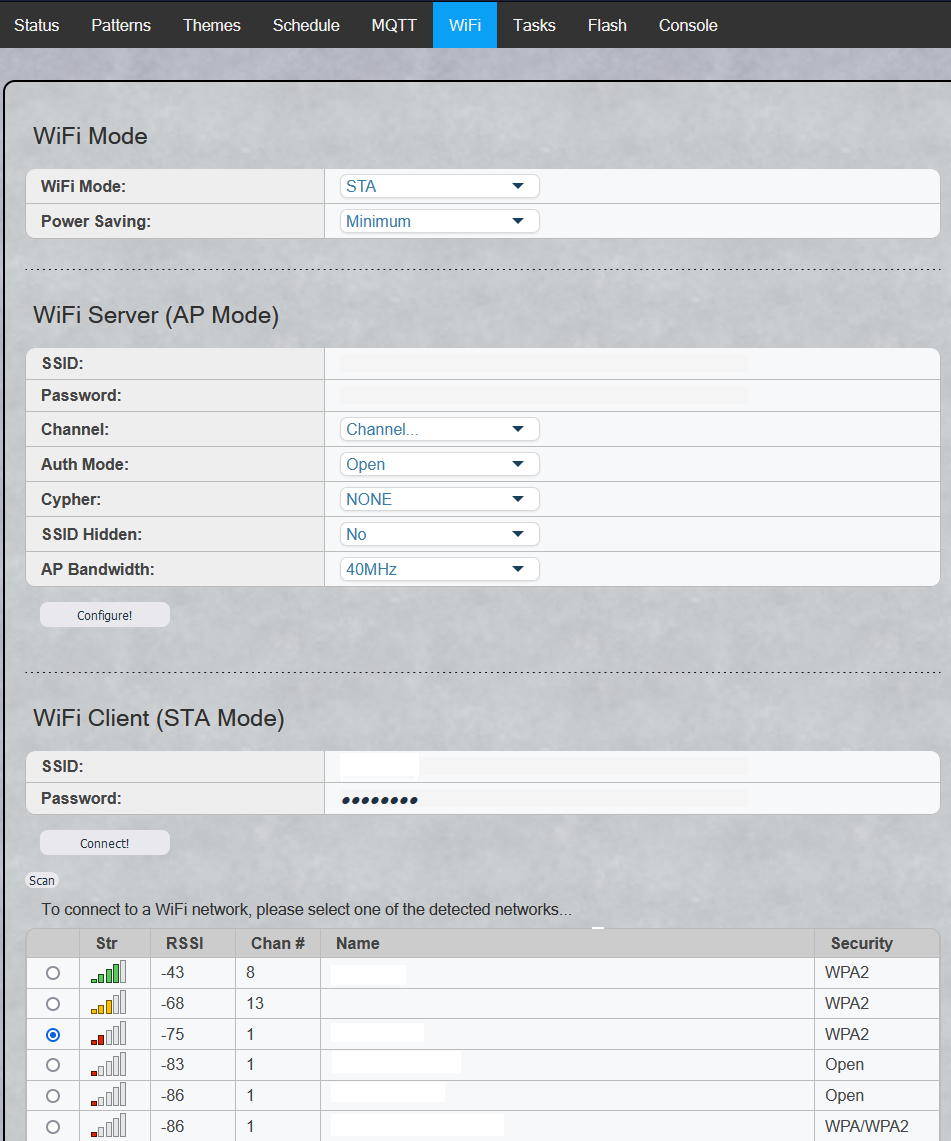 Status Patterns Themes Schedule MQTT WiFi Tasks Flash Console
WiFi Mode
WiFi Mode: STA
Power Saving: Minimum
WiFi Server (AP Mode)
SSID:
Password:
Channel: Channel...
Auth Mode: Open
Cypher: NONE
SSID Hidden: No
AP Bandwidth: 40MHz
Configure!
WiFi Client (STA Mode)
SSID:
Password: ●●●●●●●●
Connect!
Scan
To connect to a WiFi network, please select one of the detected networks...
Str RSSI Chan # Name Security
-43 8 WPA2
-68 13 WPA2
-75 1 WPA2
-83 1 Open
-86 1 Open
-86 1 WPA/WPA2